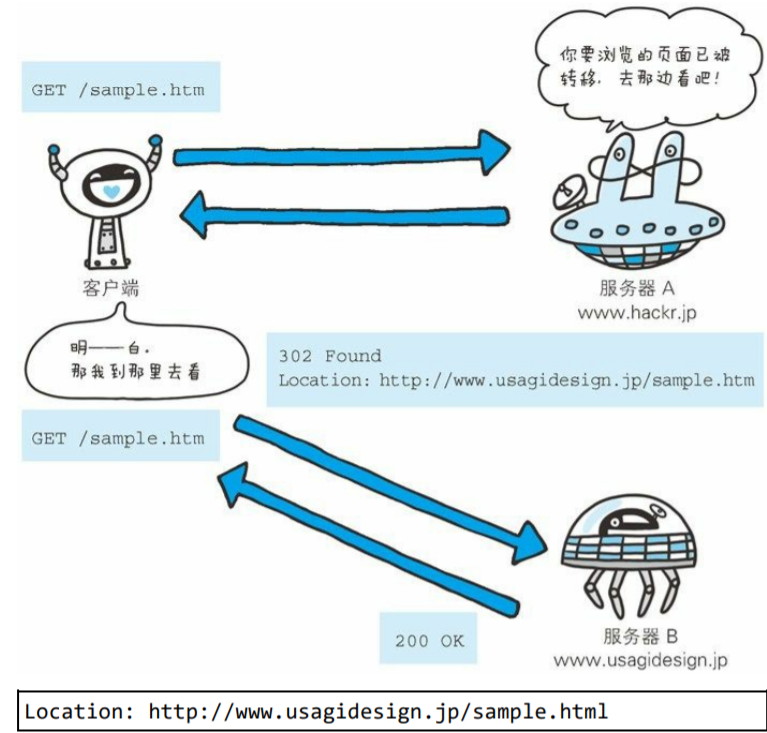 你要浏览的页面已被
转移，去那边看吧！
GET /sample.htm
客户端
服务器 A
www.hackr.jp
明——白.
那我到那里去看
302 Found
Location: http://www.usagidesign.jp/sample.htm
GET /sample.htm
200 OK
服务器 B
www.usagidesign.jp
Location: http://www.usagidesign.jp/sample.html